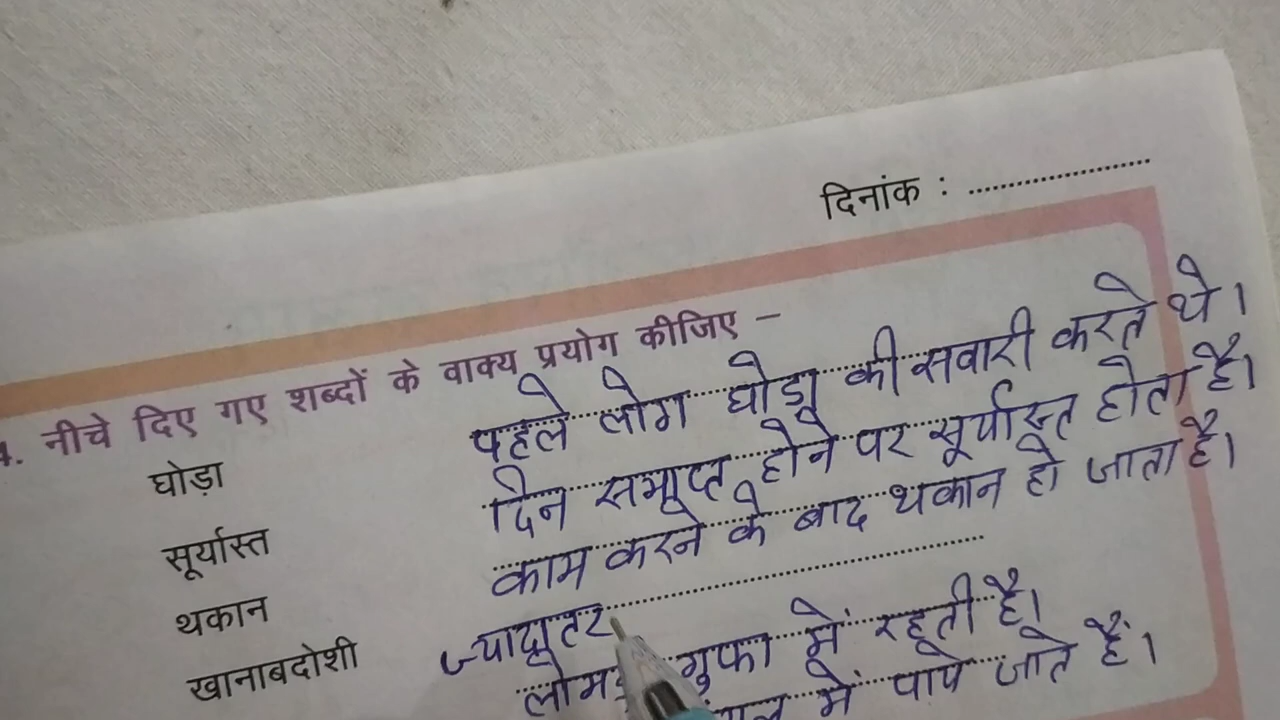 दिनांक : ........................
4. नीचे दिए गए शब्दों के वाक्य प्रयोग कीजिए –
घोड़ा पहले लोग घोड़े की सवारी करते थे।
सूर्यास्त दिन समाप्त होने पर सूर्यास्त होता है।
थकान काम करने के बाद थकान हो जाता है।
खानाबदोशी ज्यादातर
गुफा में रहती है।
में पाये जाते हैं।